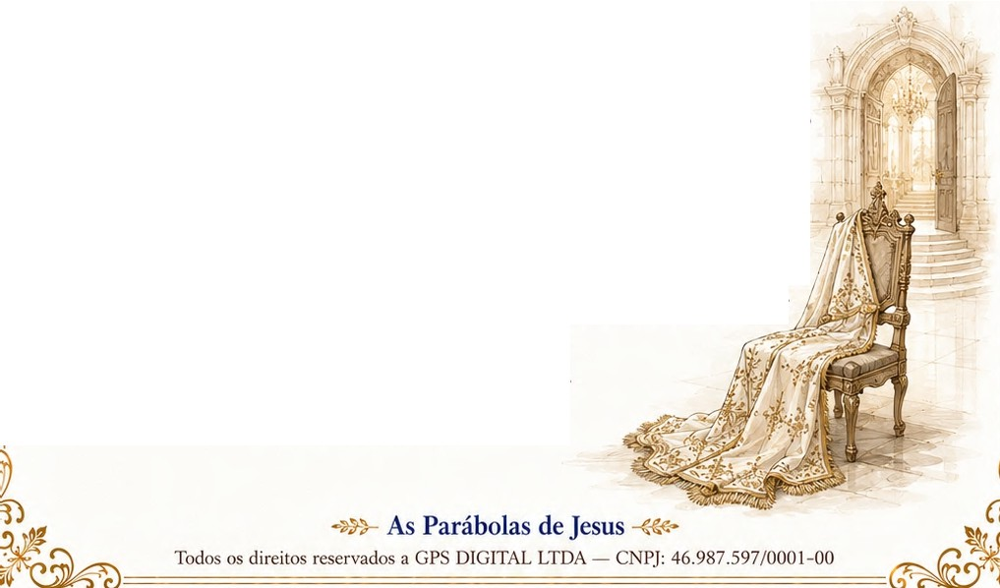 As Parábolas de Jesus
Todos os direitos reservados a GPS DIGITAL LTDA — CNPJ: 46.987.597/0001-00